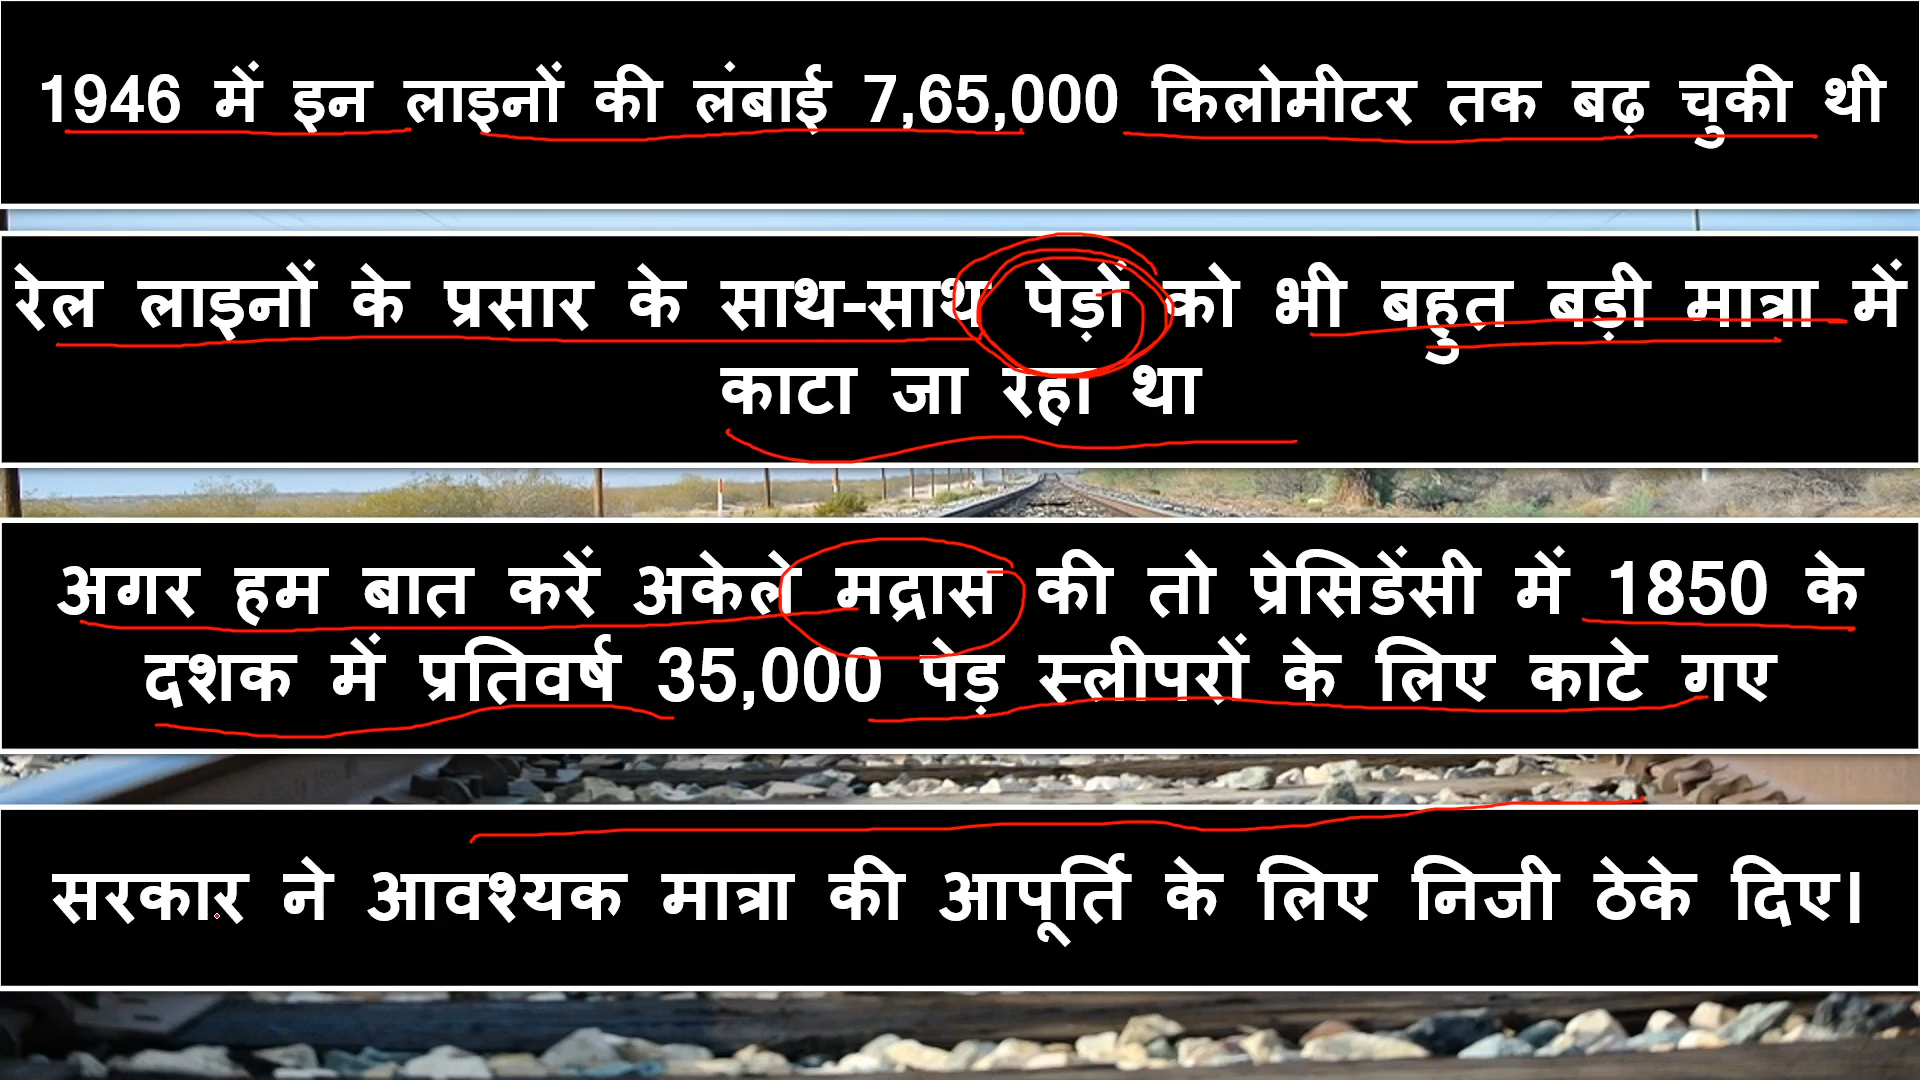 1946 में इन लाइनों की लंबाई 7,65,000 किलोमीटर तक बढ़ चुकी थी
रेल लाइनों के प्रसार के साथ-साथ पेड़ों को भी बहुत बड़ी मात्रा में
काटा जा रहा था
अगर हम बात करें अकेले मद्रास की तो प्रेसिडेंसी में 1850 के
दशक में प्रतिवर्ष 35,000 पेड़ स्लीपरों के लिए काटे गए
सरकार ने आवश्यक मात्रा की आपूर्ति के लिए निजी ठेके दिए।